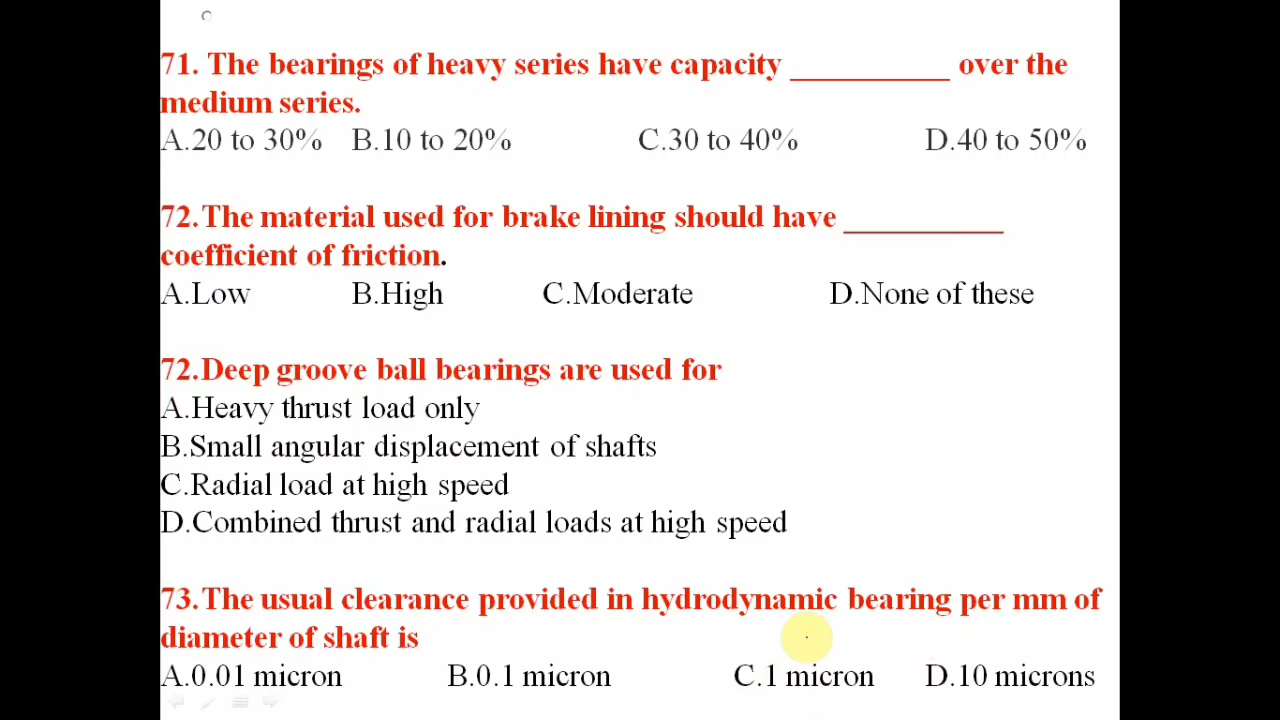 71. The bearings of heavy series have capacity __________ over the
medium series.
A.20 to 30% B.10 to 20% C.30 to 40% D.40 to 50%
72.The material used for brake lining should have __________
coefficient of friction.
A.Low B.High C.Moderate D.None of these
72.Deep groove ball bearings are used for
A.Heavy thrust load only
B.Small angular displacement of shafts
C.Radial load at high speed
D.Combined thrust and radial loads at high speed
73.The usual clearance provided in hydrodynamic bearing per mm of
diameter of shaft is
A.0.01 micron B.0.1 micron C.1 micron D.10 microns